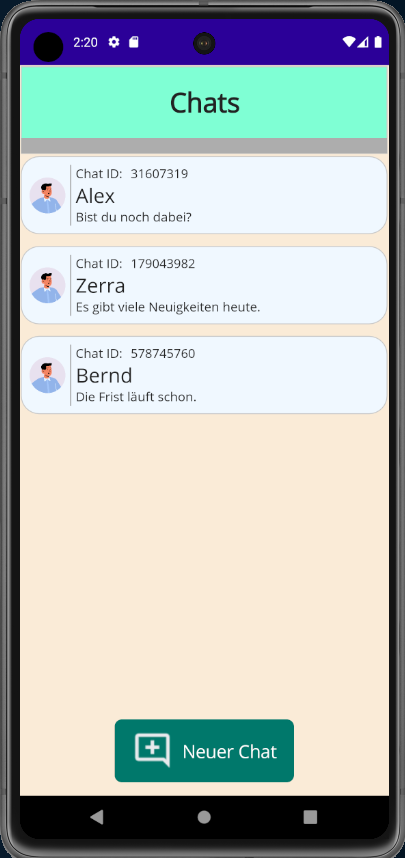 2:20
Chats
Chat ID: 31607319
Alex
Bist du noch dabei?
Chat ID: 179043982
Zerra
Es gibt viele Neuigkeiten heute.
Chat ID: 578745760
Bernd
Die Frist läuft schon.
Neuer Chat